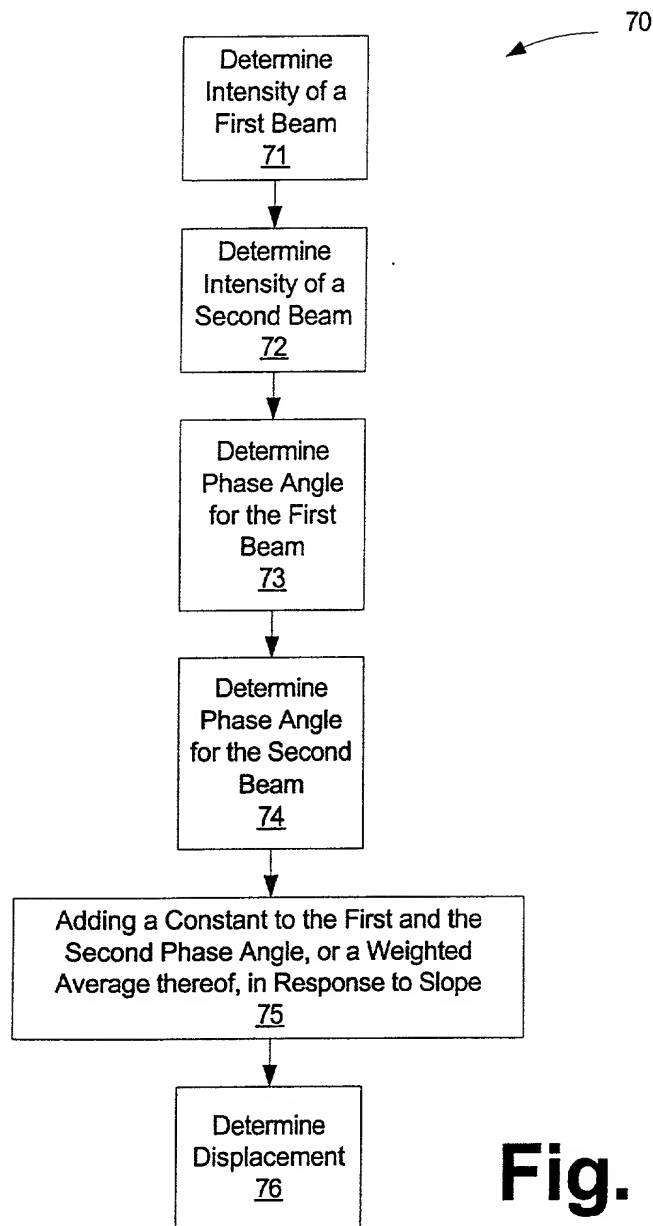 70
Determine
Intensity of a
First Beam
71
Determine
Intensity of a
Second Beam
72
Determine
Phase Angle
for the First
Beam
73
Determine
Phase Angle
for the Second
Beam
74
Adding a Constant to the First and the
Second Phase Angle, or a Weighted
Average thereof, in Response to Slope
75
Determine
Displacement
76
Fig.